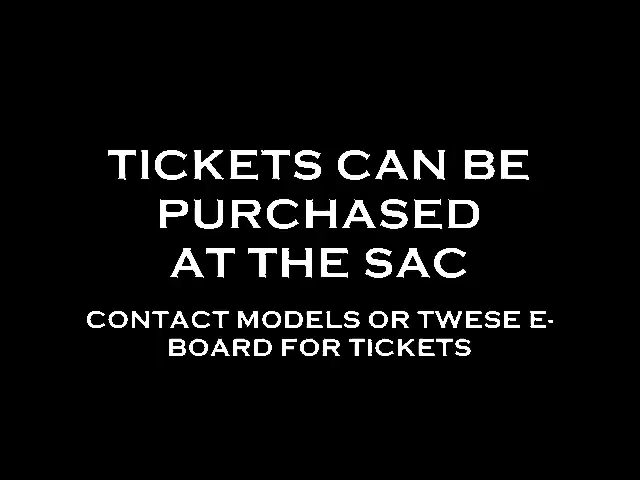 TICKETS CAN BE
PURCHASED
AT THE SAC
CONTACT MODELS OR TWESE E-
BOARD FOR TICKETS